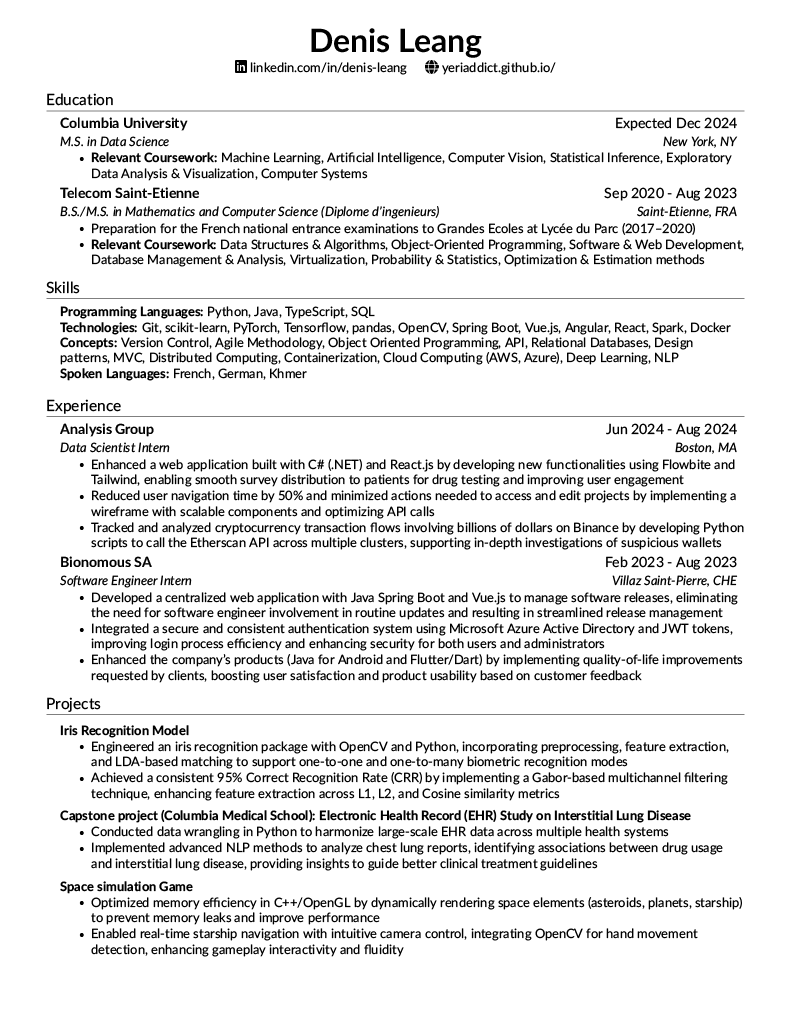 Denis Leang
linkedin.com/in/denis-leang yeriaddict.github.io/
Education
Columbia University Expected Dec 2024
M.S. in Data Science New York, NY
• Relevant Coursework: Machine Learning, Artificial Intelligence, Computer Vision, Statistical Inference, Exploratory
Data Analysis & Visualization, Computer Systems
Telecom Saint-Etienne Sep 2020 - Aug 2023
B.S./M.S. in Mathematics and Computer Science (Diplome d'ingenieurs) Saint-Etienne, FRA
• Preparation for the French national entrance examinations to Grandes Ecoles at Lycée du Parc (2017–2020)
• Relevant Coursework: Data Structures & Algorithms, Object-Oriented Programming, Software & Web Development,
Database Management & Analysis, Virtualization, Probability & Statistics, Optimization & Estimation methods
Skills
Programming Languages: Python, Java, TypeScript, SQL
Technologies: Git, scikit-learn, PyTorch, Tensorflow, pandas, OpenCV, Spring Boot, Vue.js, Angular, React, Spark, Docker
Concepts: Version Control, Agile Methodology, Object Oriented Programming, API, Relational Databases, Design
patterns, MVC, Distributed Computing, Containerization, Cloud Computing (AWS, Azure), Deep Learning, NLP
Spoken Languages: French, German, Khmer
Experience
Analysis Group Jun 2024 - Aug 2024
Data Scientist Intern Boston, MA
• Enhanced a web application built with C# (.NET) and React.js by developing new functionalities using Flowbite and
Tailwind, enabling smooth survey distribution to patients for drug testing and improving user engagement
• Reduced user navigation time by 50% and minimized actions needed to access and edit projects by implementing a
wireframe with scalable components and optimizing API calls
• Tracked and analyzed cryptocurrency transaction flows involving billions of dollars on Binance by developing Python
scripts to call the Etherscan API across multiple clusters, supporting in-depth investigations of suspicious wallets
Bionomous SA Feb 2023 - Aug 2023
Software Engineer Intern Villaz Saint-Pierre, CHE
• Developed a centralized web application with Java Spring Boot and Vue.js to manage software releases, eliminating
the need for software engineer involvement in routine updates and resulting in streamlined release management
• Integrated a secure and consistent authentication system using Microsoft Azure Active Directory and JWT tokens,
improving login process efficiency and enhancing security for both users and administrators
• Enhanced the company's products (Java for Android and Flutter/Dart) by implementing quality-of-life improvements
requested by clients, boosting user satisfaction and product usability based on customer feedback
Projects
Iris Recognition Model
• Engineered an iris recognition package with OpenCV and Python, incorporating preprocessing, feature extraction,
and LDA-based matching to support one-to-one and one-to-many biometric recognition modes
• Achieved a consistent 95% Correct Recognition Rate (CRR) by implementing a Gabor-based multichannel filtering
technique, enhancing feature extraction across L1, L2, and Cosine similarity metrics
Capstone project (Columbia Medical School): Electronic Health Record (EHR) Study on Interstitial Lung Disease
• Conducted data wrangling in Python to harmonize large-scale EHR data across multiple health systems
• Implemented advanced NLP methods to analyze chest lung reports, identifying associations between drug usage
and interstitial lung disease, providing insights to guide better clinical treatment guidelines
Space simulation Game
• Optimized memory efficiency in C++/OpenGL by dynamically rendering space elements (asteroids, planets, starship)
to prevent memory leaks and improve performance
• Enabled real-time starship navigation with intuitive camera control, integrating OpenCV for hand movement
detection, enhancing gameplay interactivity and fluidity